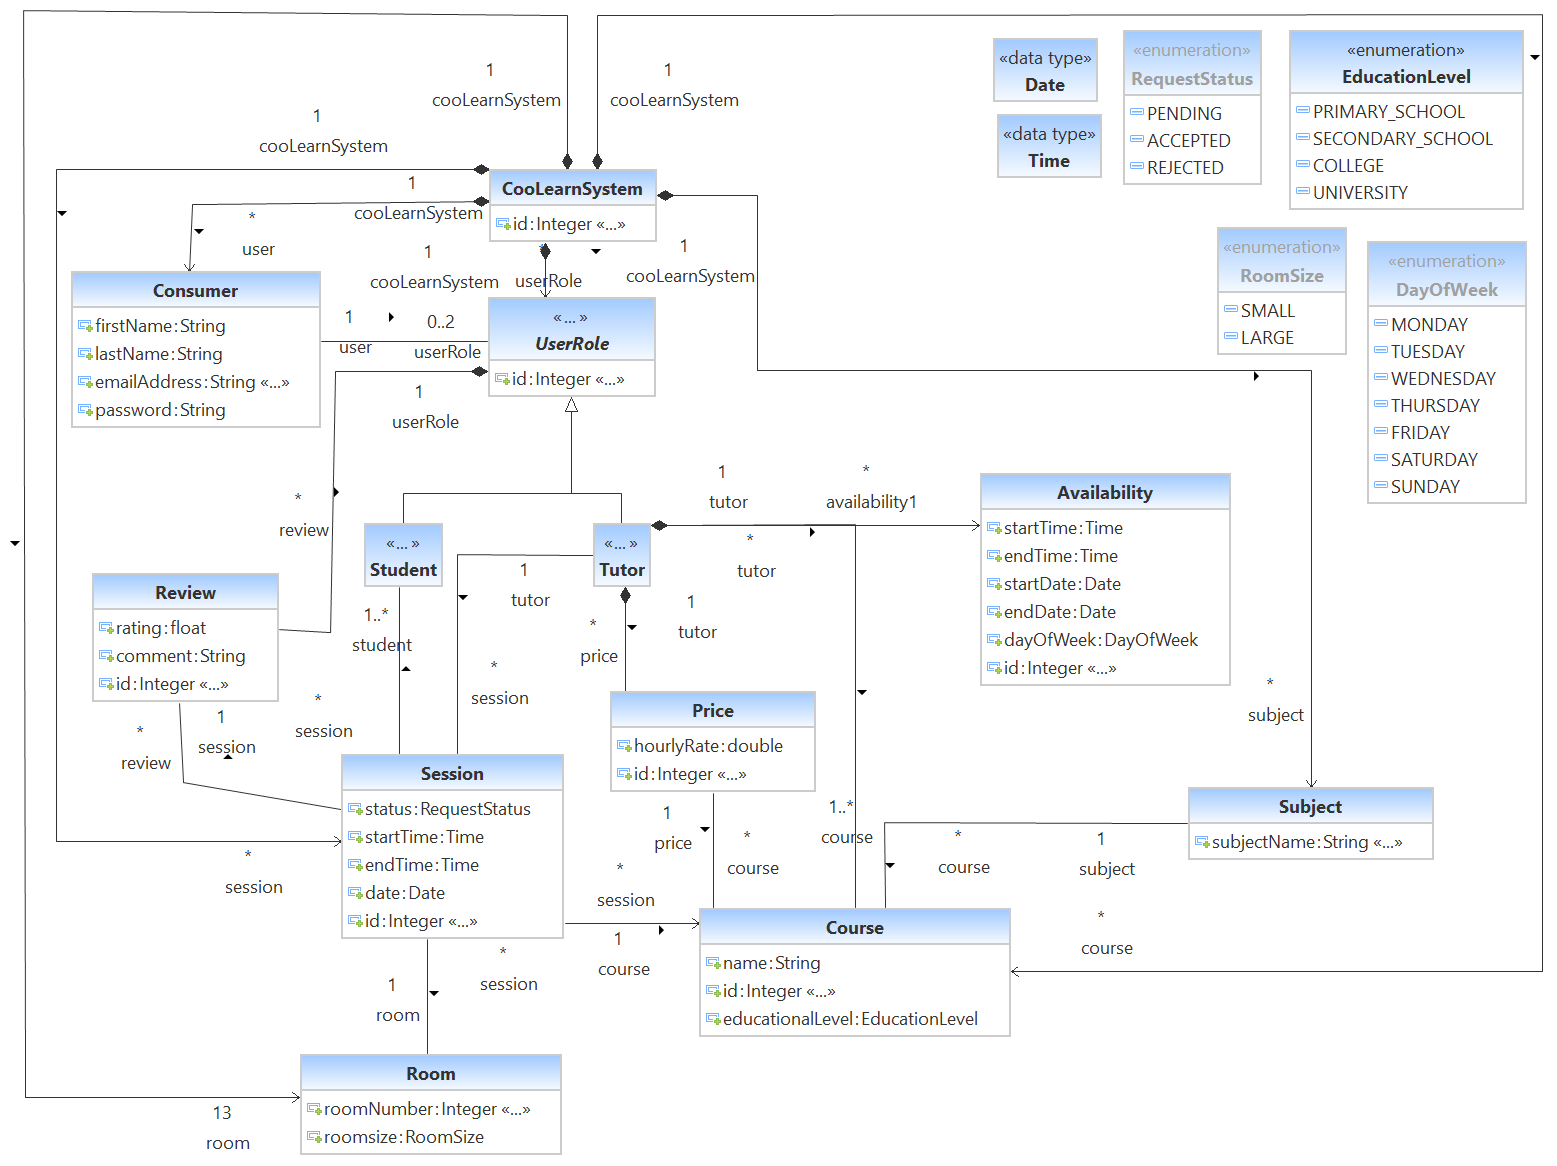 1
cooLearnSystem
1
cooLearnSystem
1
cooLearnSystem
«data type»
Date
«data type»
Time
«enumeration»
RequestStatus
PENDING
ACCEPTED
REJECTED
«enumeration»
EducationLevel
PRIMARY_SCHOOL
SECONDARY_SCHOOL
COLLEGE
UNIVERSITY
CooLearnSystem
id:Integer «...»
1
cooLearnSystem
*
user
1
cooLearnSystem
*
userRole
1
cooLearnSystem
«enumeration»
RoomSize
SMALL
LARGE
«enumeration»
DayOfWeek
MONDAY
TUESDAY
WEDNESDAY
THURSDAY
FRIDAY
SATURDAY
SUNDAY
Consumer
firstName:String
lastName:String
emailAddress:String «...»
password:String
1
user
0..2
userRole
«...»
UserRole
id:Integer «...»
1
userRole
*
review
«...»
Student
«...»
Tutor
1
tutor
*
availability1
*
tutor
Availability
startTime:Time
endTime:Time
startDate:Date
endDate:Date
dayOfWeek:DayOfWeek
id:Integer «...»
Review
rating:float
comment:String
id:Integer «...»
1..*
student
1
tutor
*
session
*
price
1
tutor
*
session
1
session
*
review
Price
hourlyRate:double
id:Integer «...»
*
subject
Session
status:RequestStatus
startTime:Time
endTime:Time
date:Date
id:Integer «...»
*
session
1
price
*
course
1..*
course
*
course
1
subject
Subject
subjectName:String «...»
*
session
1
course
*
course
Course
name:String
id:Integer «...»
educationalLevel:EducationLevel
*
session
1
room
Room
roomNumber:Integer «...»
roomsize:RoomSize
13
room